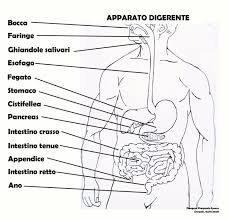 APPARATO DIGERENTE
Bocca
Faringe
Ghiandole salivari
Esofago
Fegato
Stomaco
Cistifellea
Pancreas
Intestino crasso
Intestino tenue
Appendice
Intestino retto
Ano